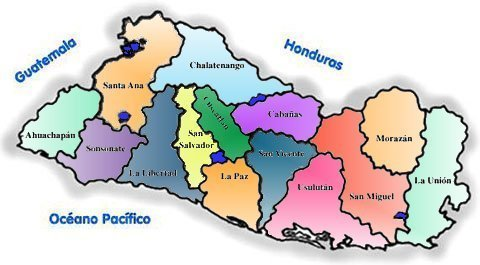 Guatemala
Honduras
Chalatenango
Santa Ana
Cuscatlán
Cabañas
Ahuachapán
San
Salvador
Morazán
Sonsonate
San Vicente
La Libertad
La Paz
Usulután
San Miguel
La Unión
Océano Pacífico